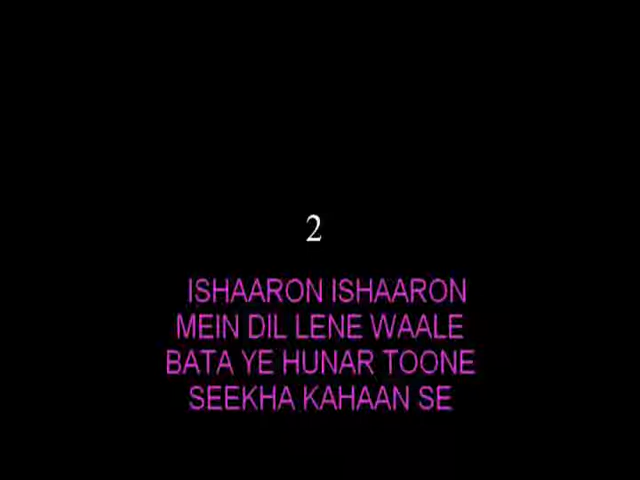 2
ISHAARON ISHAARON
MEIN DIL LENE WAALE
BATA YE HUNAR TOONE
SEEKHA KAHAAN SE